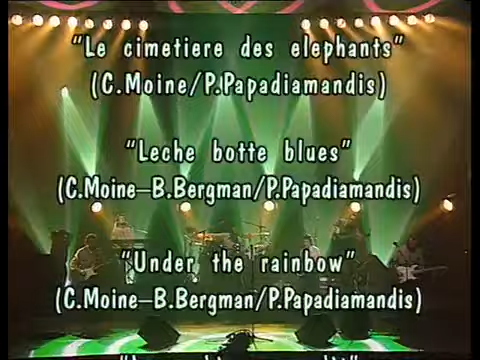 "Le cimetiere des elephants"
(C.Moine/P.Papadiamandis)
"Leche botte blues"
(C.Moine–B.Bergman/P.Papadiamandis)
"Under the rainbow"
(C.Moine–B.Bergman/P.Papadiamandis)